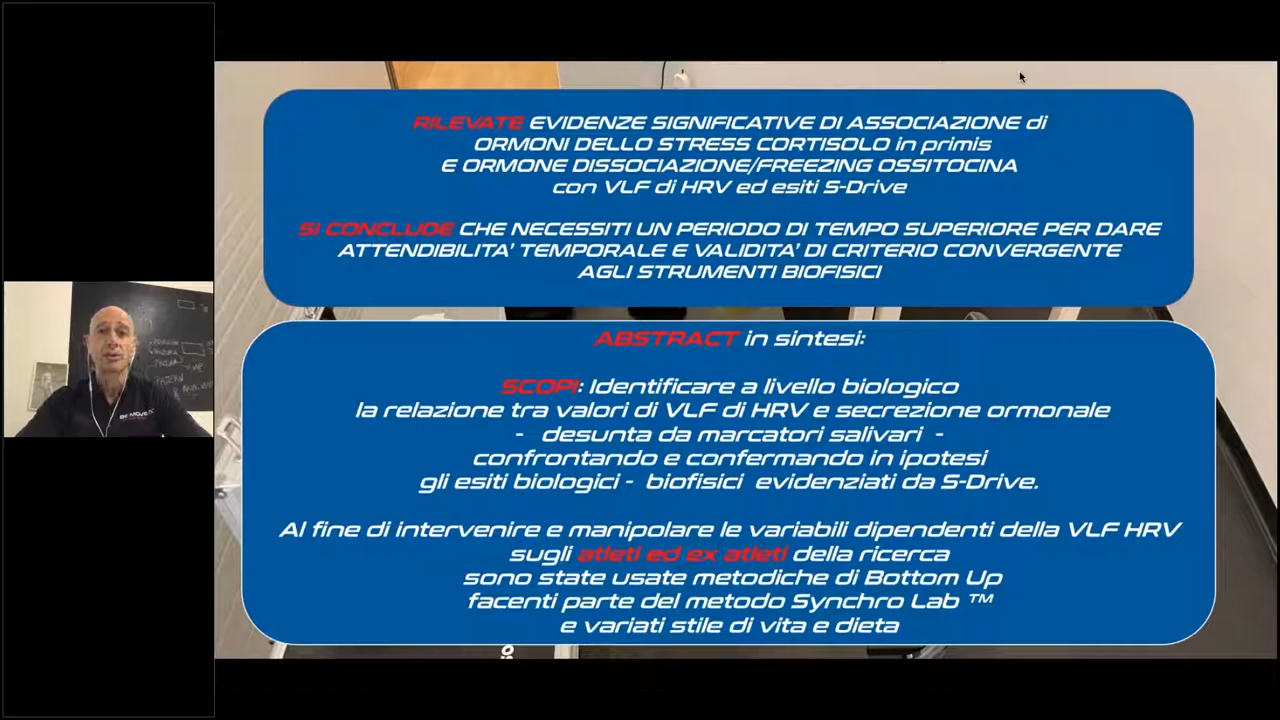 RILEVATE EVIDENZE SIGNIFICATIVE DI ASSOCIAZIONE di
ORMONI DELLO STRESS CORTISOLO in primis
E ORMONE DISSOCIAZIONE/FREEZING OSSITOCINA
con VLF di HRV ed esiti S-Drive
SI CONCLUDE CHE NECESSITI UN PERIODO DI TEMPO SUPERIORE PER DARE
ATTENDIBILITA' TEMPORALE E VALIDITA' DI CRITERIO CONVERGENTE
AGLI STRUMENTI BIOFISICI
ABSTRACT in sintesi:
SCOPI: Identificare a livello biologico
la relazione tra valori di VLF di HRV e secrezione ormonale
- desunta da marcatori salivari -
confrontando e confermando in ipotesi
gli esiti biologici - biofisici evidenziati da S-Drive.
Al fine di intervenire e manipolare le variabili dipendenti della VLF HRV
sugli atleti ed ex atleti della ricerca
sono state usate metodiche di Bottom Up
facenti parte del metodo Synchro Lab ™
e variati stile di vita e dieta